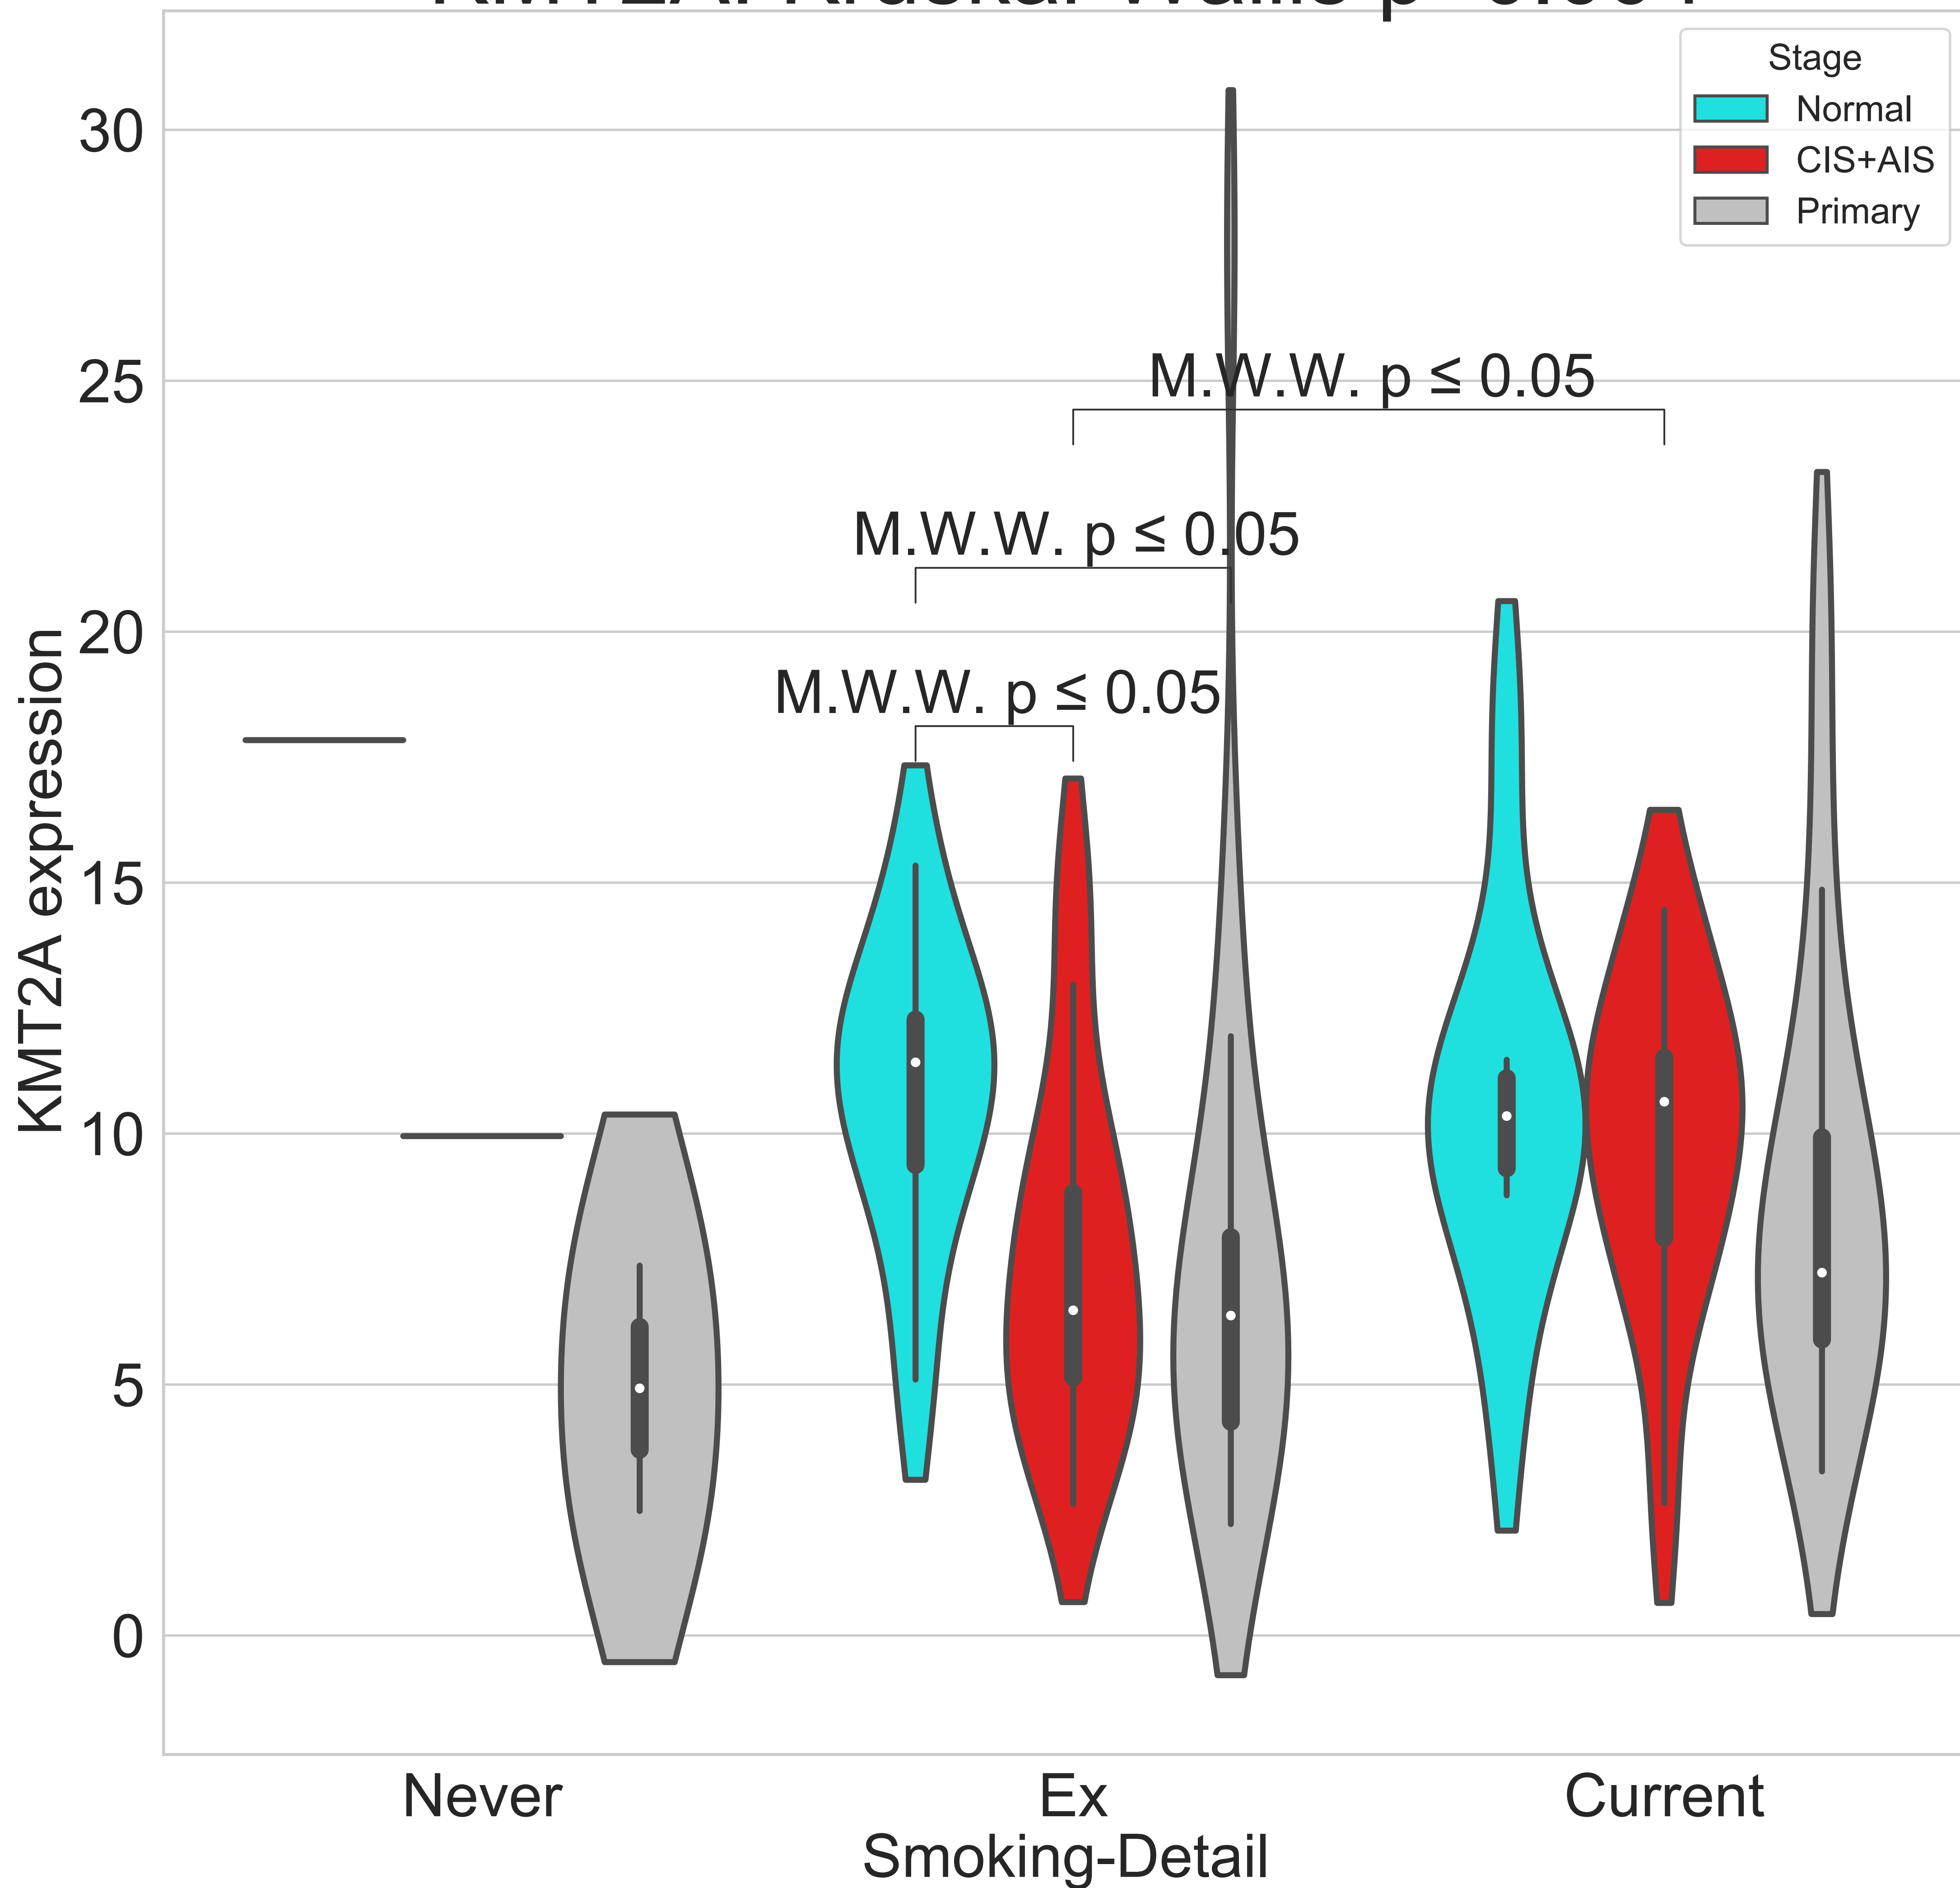 Stage
Normal
CIS+AIS
Primary
30
25
20
15
10
5
0
KMT2A expression
M.W.W. p ≤ 0.05
M.W.W. p ≤ 0.05
M.W.W. p ≤ 0.05
Never
Ex
Current
Smoking-Detail